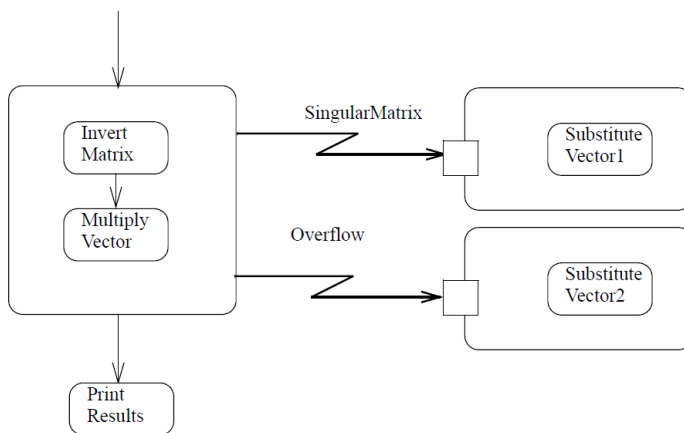 SingularMatrix
Invert
Matrix
Substitute
Vector1
Multiply
Vector
Overflow
Substitute
Vector2
Print
Results